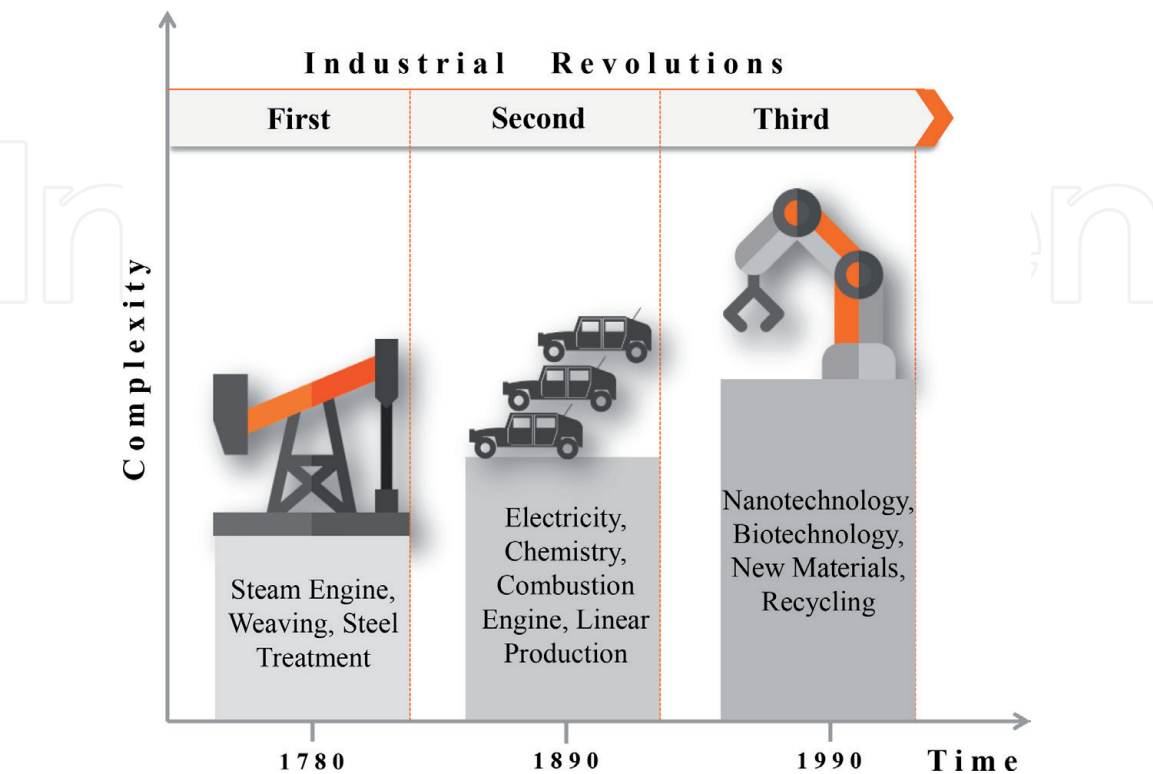 Industrial Revolutions
First
Second
Third
Complexity
Steam Engine,
Weaving, Steel
Treatment
Electricity,
Chemistry,
Combustion
Engine, Linear
Production
Nanotechnology,
Biotechnology,
New Materials,
Recycling
1780
1890
1990
Time